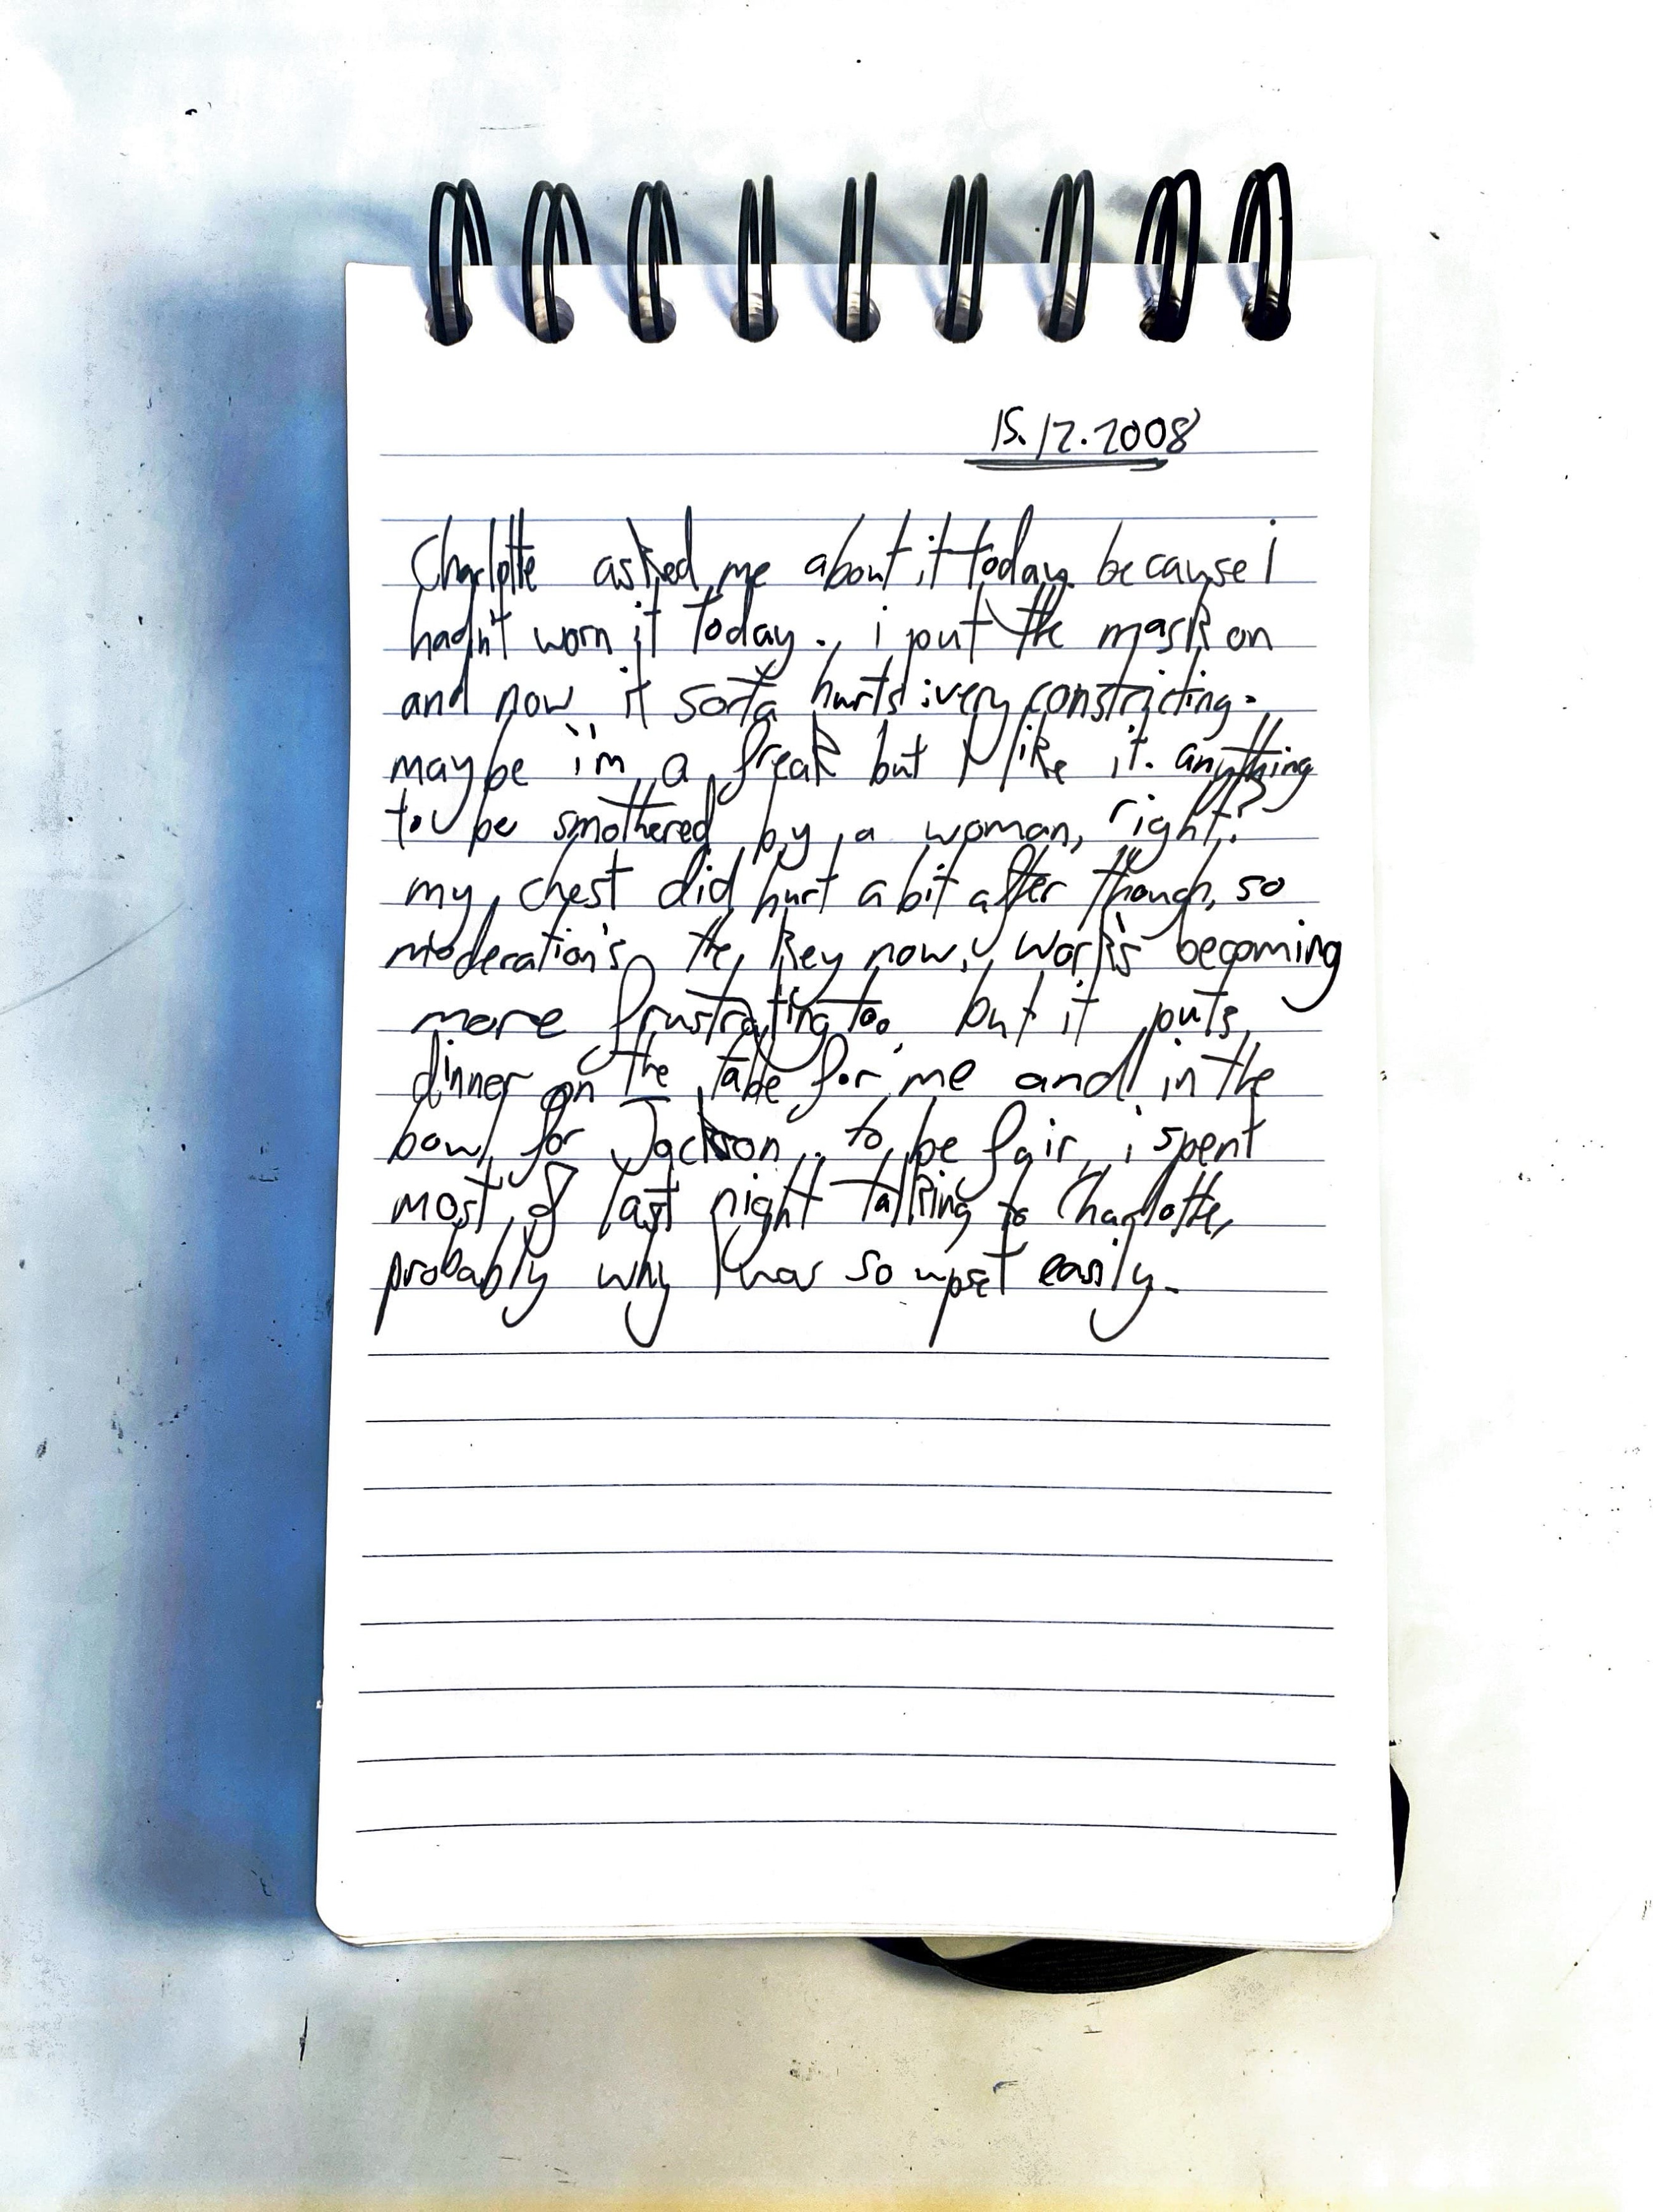 15.12.2008
Charlotte asked me about it today because i
hadn't worn it today. i put the mask on
and now it sorta hurts; very constricting.
maybe i'm a freak but I like it. anything
to be smothered by a woman, right?
my chest did hurt a bit after though, so
moderation's the key now. work's becoming
more frustrating too. but it puts
dinner on the table for me and in the
bowl for Jackson. to be fair, i spent
most of last night talking to Charlotte,
probably why I was so upset easily.